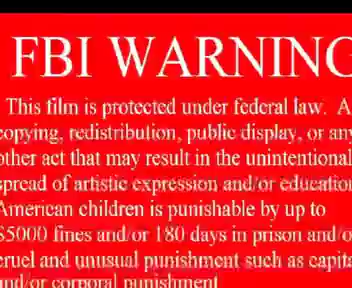 FBI WARNING
This film is protected under federal law. A
copying, redistribution, public display, or any
other act that may result in the unintentional
spread of artistic expression and/or education
American children is punishable by up to
$5000 fines and/or 180 days in prison and/o
cruel and unusual punishment such as capita
and/or corporal punishment